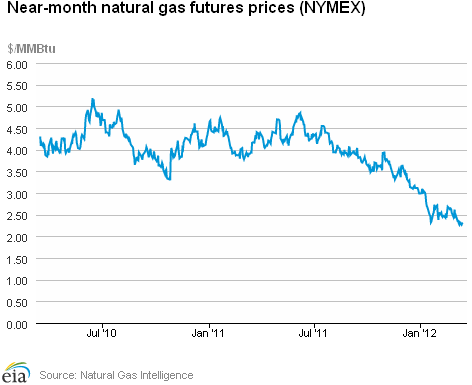 Near-month natural gas futures prices (NYMEX)
$/MMBtu
6.00
5.50
5.00
4.50
4.00
3.50
3.00
2.50
2.00
1.50
1.00
0.50
0.00
Jul '10
Jan '11
Jul '11
Jan '12
eia
Source: Natural Gas Intelligence